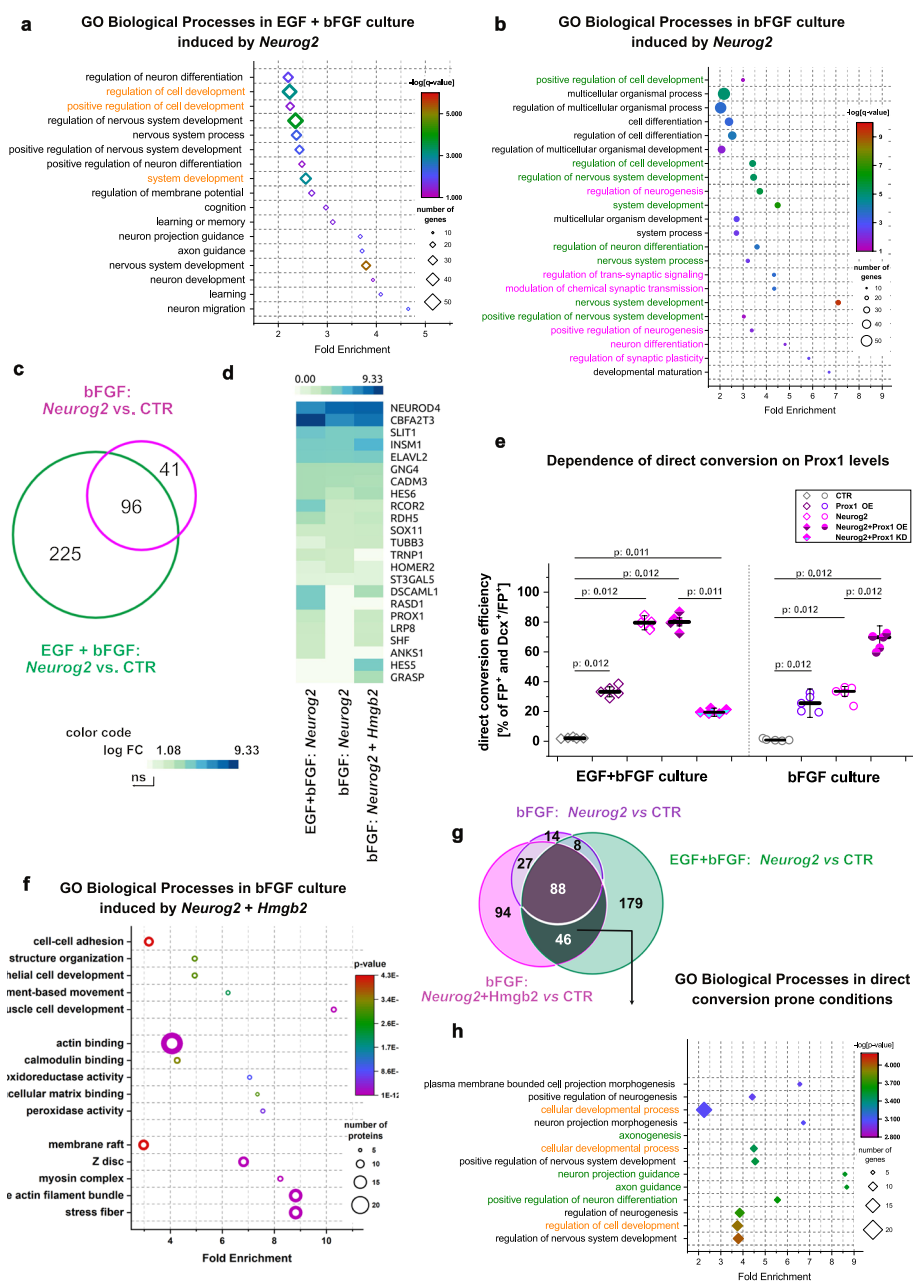 a
GO Biological Processes in EGF + bFGF culture
induced by Neurog2
regulation of neuron differentiation
regulation of cell development
positive regulation of cell development
regulation of nervous system development
nervous system process
positive regulation of nervous system development
positive regulation of neuron differentiation
system development
regulation of membrane potential
cognition
learning or memory
neuron projection guidance
axon guidance
nervous system development
neuron development
learning
neuron migration
2 3 4 5
Fold Enrichment
-log[q-value]
5.000
3.000
1.000
number of
genes
10
20
30
40
50
b
GO Biological Processes in bFGF culture
induced by Neurog2
positive regulation of cell development
multicellular organismal process
regulation of multicellular organismal process
cell differentiation
regulation of cell differentiation
regulation of multicellular organismal development
regulation of cell development
regulation of nervous system development
regulation of neurogenesis
system development
multicellular organism development
system process
regulation of neuron differentiation
nervous system process
regulation of trans-synaptic signaling
modulation of chemical synaptic transmission
nervous system development
positive regulation of nervous system development
positive regulation of neurogenesis
neuron differentiation
regulation of synaptic plasticity
developmental maturation
2 3 4 5 6 7 8 9
Fold Enrichment
-log[q-value]
9
7
5
3
1
number of
genes
10
20
30
40
50
c
bFGF:
Neurog2 vs. CTR
41
96
225
EGF + bFGF:
Neurog2 vs. CTR
color code
log FC 1.08 9.33
ns
d
0.00 9.33
NEUROD4
CBFA2T3
SLIT1
INSM1
ELAVL2
GNG4
CADM3
HES6
RCOR2
RDH5
SOX11
TUBB3
TRNP1
HOMER2
ST3GAL5
DSCAML1
RASD1
PROX1
LRP8
SHF
ANKS1
HES5
GRASP
EGF+bFGF: Neurog2
bFGF: Neurog2
bFGF: Neurog2 + Hmgb2
e
Dependence of direct conversion on Prox1 levels
CTR
Prox1 OE
Neurog2
Neurog2+Prox1 OE
Neurog2+Prox1 KD
direct conversion efficiency
[% of FP+ and Dcx+/FP+]
100
80
60
40
20
0
p: 0.011
p: 0.012
p: 0.012
p: 0.011
p: 0.012
p: 0.012
p: 0.012
p: 0.012
p: 0.012
EGF+bFGF culture
bFGF culture
f
GO Biological Processes in bFGF culture
induced by Neurog2 + Hmgb2
cell-cell adhesion
structure organization
helial cell development
ment-based movement
uscle cell development
actin binding
calmodulin binding
oxidoreductase activity
cellular matrix binding
peroxidase activity
membrane raft
Z disc
myosin complex
e actin filament bundle
stress fiber
4 6 8 10
Fold Enrichment
p-value
4.3E-
3.4E-
2.6E-
1.7E-
8.6E-
1E-12
number of
proteins
5
10
15
20
g
bFGF: Neurog2 vs CTR
14
8
27
88
94
179
46
EGF+bFGF: Neurog2 vs CTR
bFGF:
Neurog2+Hmgb2 vs CTR
GO Biological Processes in direct
conversion prone conditions
h
plasma membrane bounded cell projection morphogenesis
positive regulation of neurogenesis
cellular developmental process
neuron projection morphogenesis
axonogenesis
cellular developmental process
positive regulation of nervous system development
neuron projection guidance
axon guidance
positive regulation of neuron differentiation
regulation of neurogenesis
regulation of cell development
regulation of nervous system development
2 3 4 5 6 7 8 9
Fold Enrichment
-log[p-value]
4.000
3.700
3.400
3.100
2.800
number of
genes
5
10
15
20